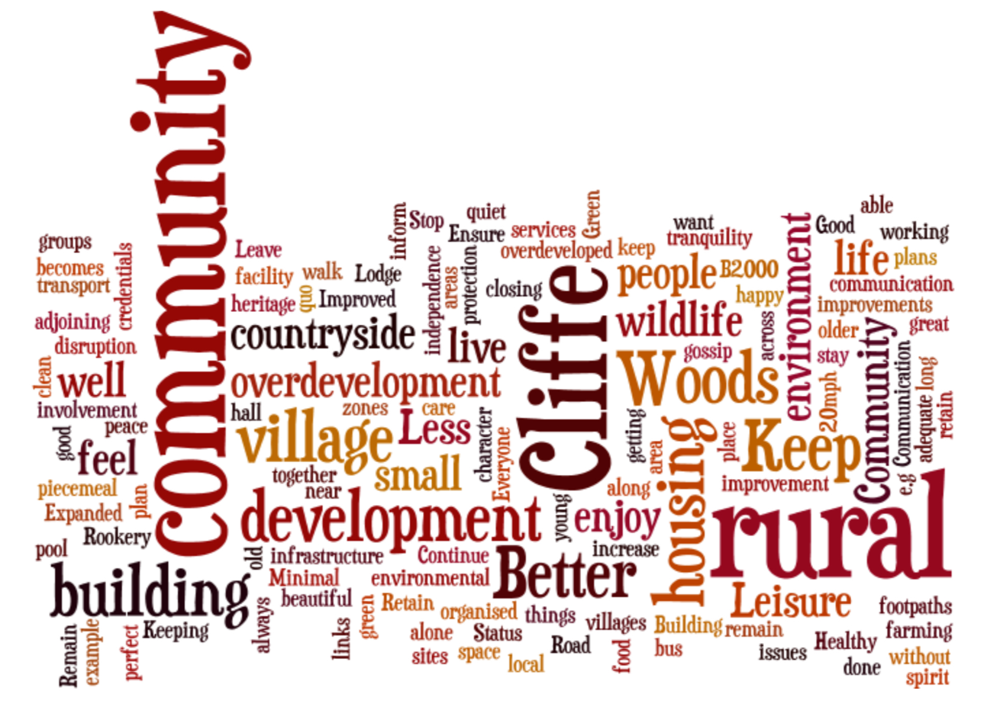 community
groups
becomes
transport
credentials
adjoining
disruption
clean
well
involvement
peace
good
feel
piecemeal
plan
Expanded
Rookery
pool
building
Remain
example
perfect
Keeping
Leave
facility
walk
Lodge
heritage
quo
Improved
countryside
inform
Stop
quiet
Ensure
services
Green
overdeveloped
keep
independence
areas
protection
closing
live
overdevelopment
hall
zones
care
village
Less
character
small
Everyone
together
near
development
Cliffe
want
tranquility
people
B2000
happy
wildlife
gossip
across
Woods
environment
Good
able
working
life
plans
communication
improvements
older
great
stay
Community
20mph
Communication
adequate
long
retain
e.g
getting
area
housing
place
Keep
improvement
along
young
enjoy
increase
rural
old
infrastructure
Continue
Better
Minimal
environmental
beautiful
always
links
green
Retain
organised
things
villages
Building
remain
Leisure
footpaths
farming
Healthy
alone
Status
Road
food
bus
issues
sites
space
local
done
without
spirit